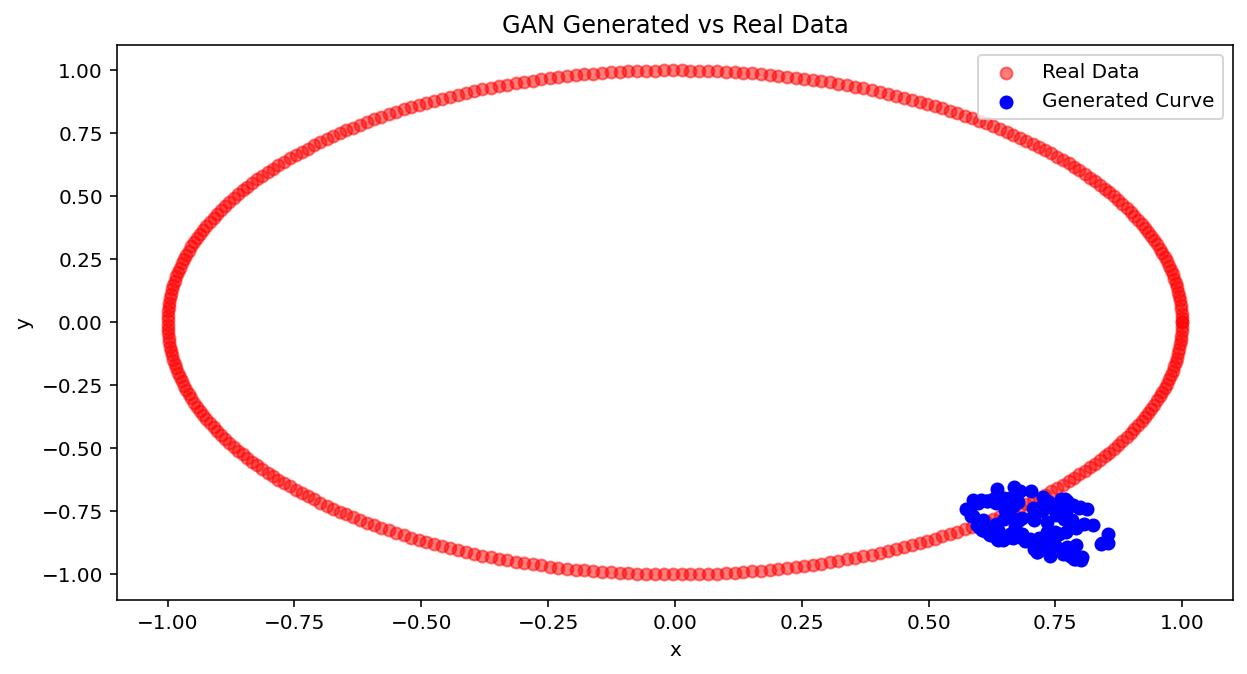 GAN Generated vs Real Data
Real Data
Generated Curve
1.00
0.75
0.50
0.25
0.00
−0.25
−0.50
−0.75
−1.00
y
−1.00 −0.75 −0.50 −0.25 0.00 0.25 0.50 0.75 1.00
x